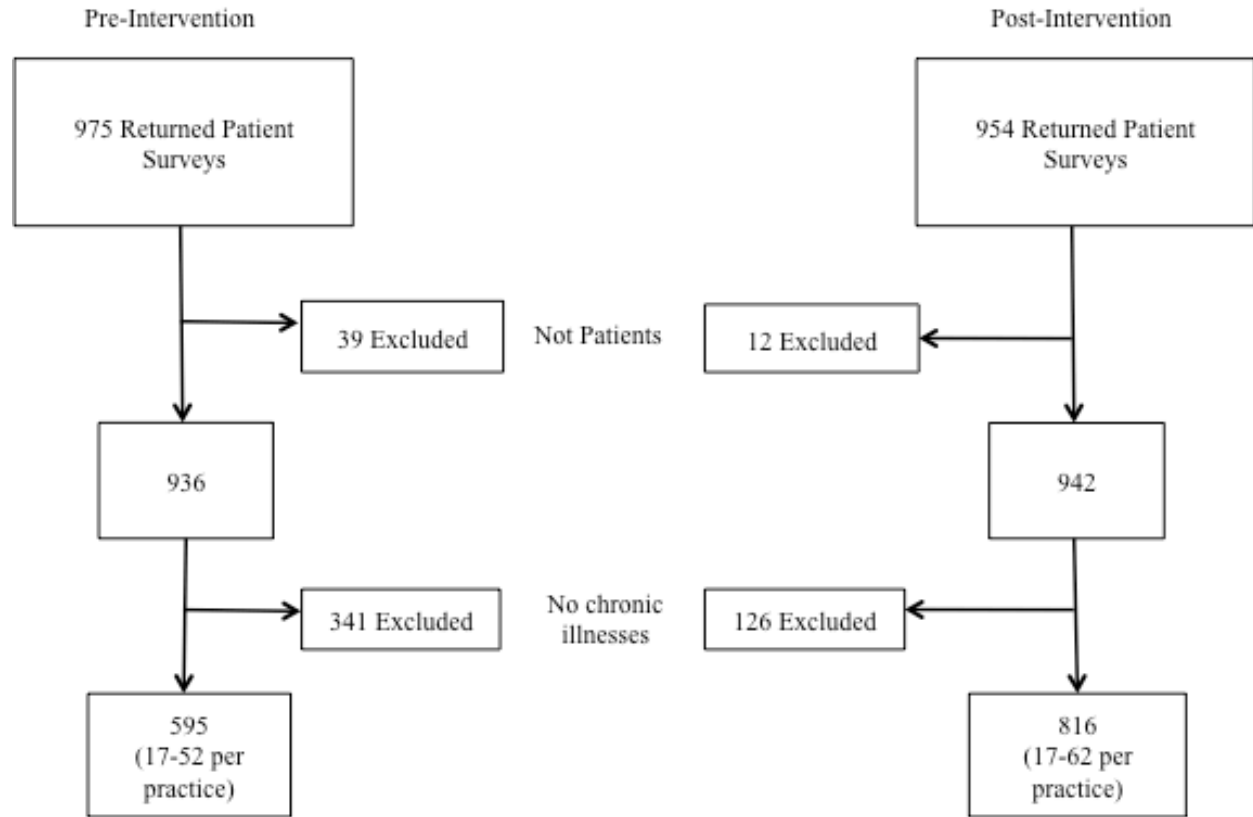 Pre-Intervention
Post-Intervention
975 Returned Patient
Surveys
954 Returned Patient
Surveys
39 Excluded
Not Patients
12 Excluded
936
942
341 Excluded
No chronic
illnesses
126 Excluded
595
(17-52 per
practice)
816
(17-62 per
practice)